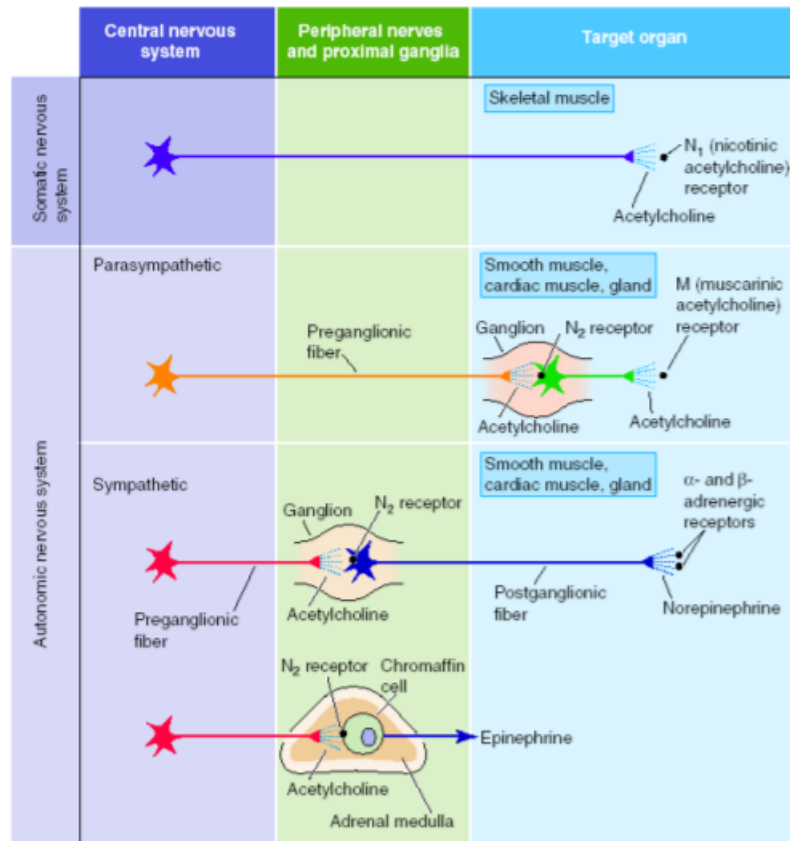 Central nervous
system
Peripheral nerves
and proximal ganglia
Target organ
Somatic nervous
system
Skeletal muscle
N1 (nicotinic
acetylcholine)
receptor
Acetylcholine
Autonomic nervous system
Parasympathetic
Preganglionic
fiber
Smooth muscle,
cardiac muscle, gland
Ganglion
N2 receptor
M (muscarinic
acetylcholine)
receptor
Acetylcholine
Acetylcholine
Sympathetic
Preganglionic
fiber
Ganglion
N2 receptor
Acetylcholine
Smooth muscle,
cardiac muscle, gland
α- and β-
adrenergic
receptors
Postganglionic
fiber
Norepinephrine
N2 receptor
Chromaffin
cell
Epinephrine
Acetylcholine
Adrenal medulla